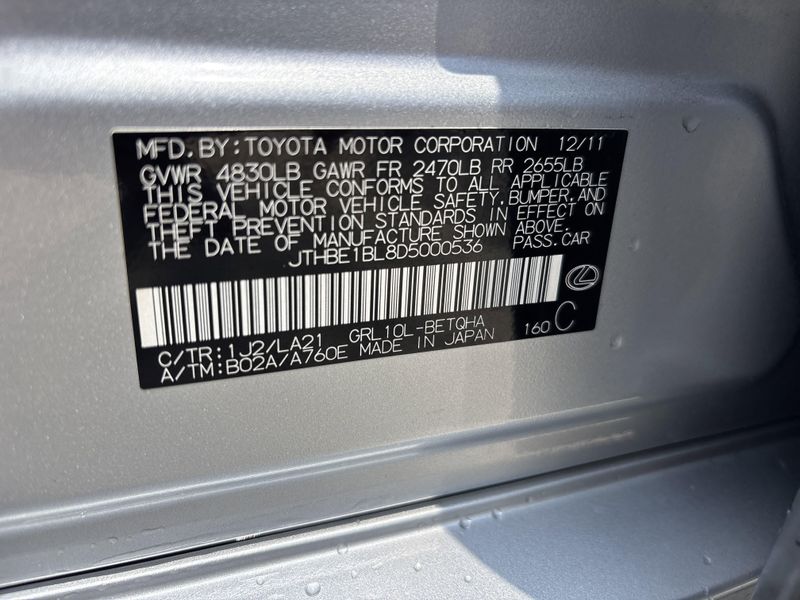 MFD. BY: TOYOTA MOTOR CORPORATION 12/11
GVWR 4830LB GAWR FR 2470LB RR 2655LB
THIS VEHICLE CONFORMS TO ALL APPLICABLE
FEDERAL MOTOR VEHICLE SAFETY, BUMPER, AND
THEFT PREVENTION STANDARDS IN EFFECT ON
THE DATE OF MANUFACTURE SHOWN ABOVE.
JTHBE1BL8D5000536 PASS. CAR
C/TR: 1J2/LA21 GRL10L-BETQHA 160 C
A/TM: B02A/A760E MADE IN JAPAN